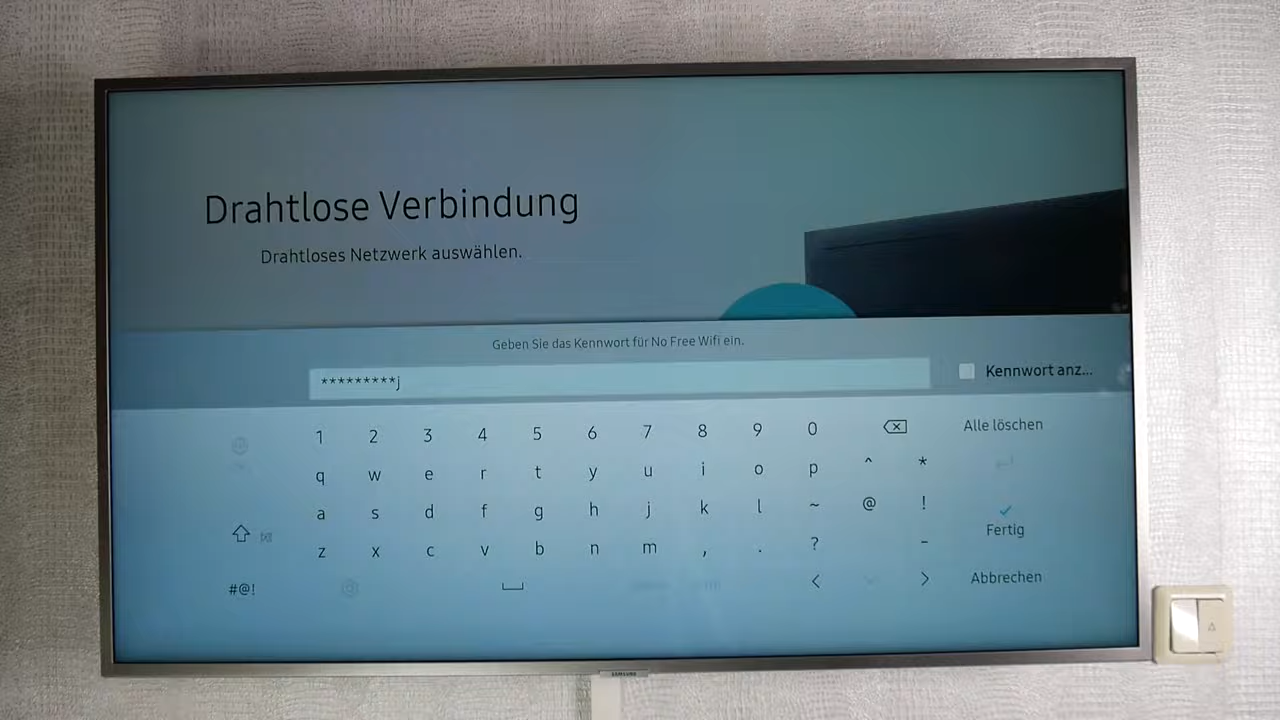 Drahtlose Verbindung
Drahtloses Netzwerk auswählen.
Geben Sie das Kennwort für No Free Wifi ein.
*********j
Kennwort anz...
1 2 3 4 5 6 7 8 9 0
Alle löschen
q w e r t y u i o p ^ *
a s d f g h j k l ~ @ !
Fertig
z x c v b n m , . ? -
#@!
< >
Abbrechen
SAMSUNG